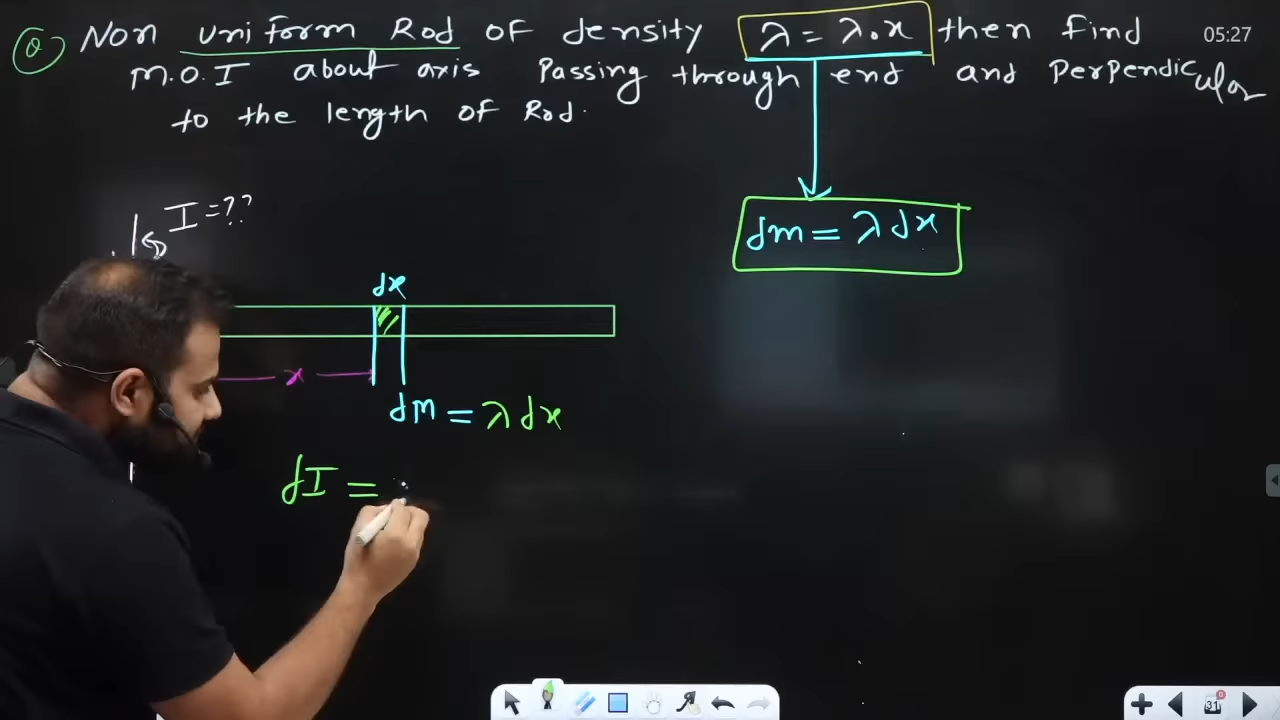 Q Non uniform Rod of density λ = λ₀x then find 05:27
M.O.I about axis Passing through end and Perpendicular
to the length of Rod.
dm = λdx
I = ??
dx
x
dm = λdx
dI =
31